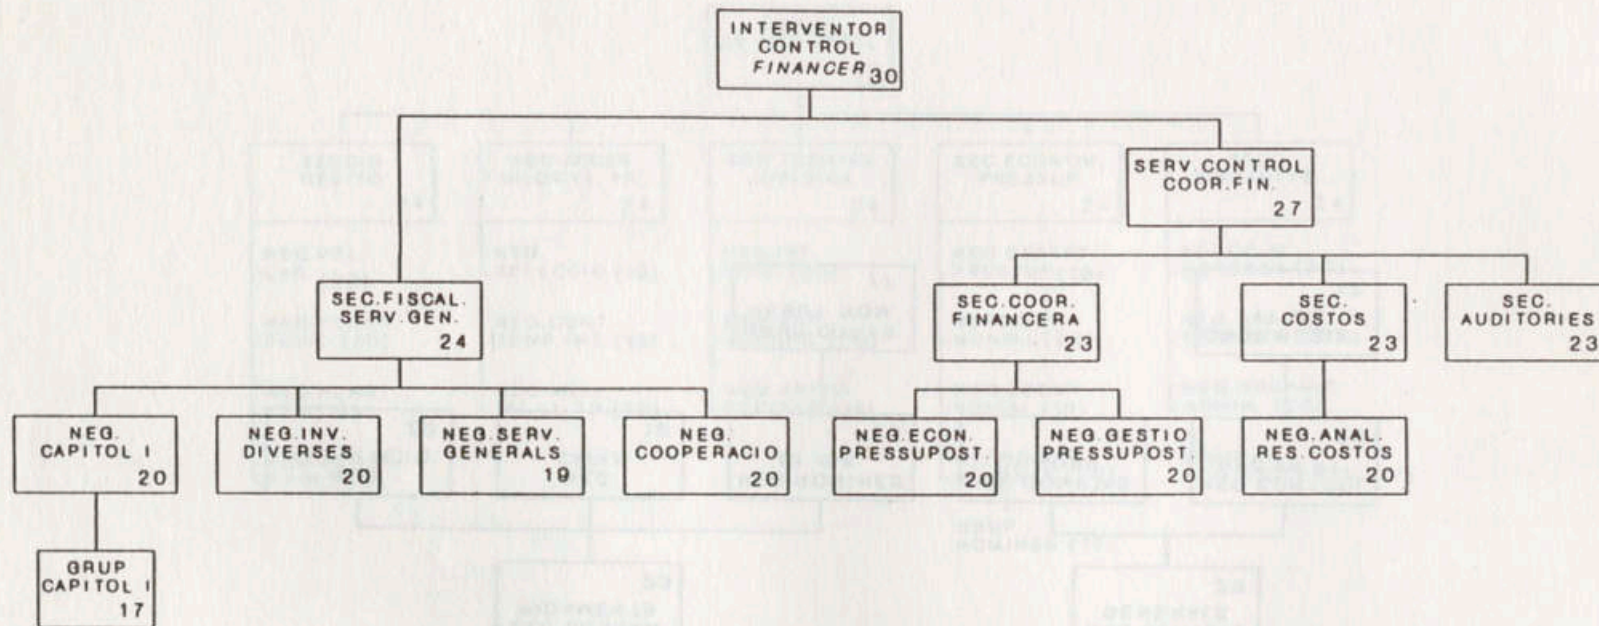 INTERVENTOR
CONTROL
FINANCER 30
SERV.CONTROL
COOR.FIN.
27
SEC.FISCAL.
SERV.GEN.
24
SEC.COOR.
FINANCERA
23
SEC.
COSTOS
23
SEC.
AUDITORIES
23
NEG.
CAPITOL I
20
NEG.INV.
DIVERSES
20
NEG.SERV.
GENERALS
19
NEG.
COOPERACIO
20
NEG.ECON.
PRESSUPOST.
20
NEG.GESTIO
PRESSUPOST.
20
NEG.ANAL.
RES.COSTOS
20
GRUP
CAPITOL I
17